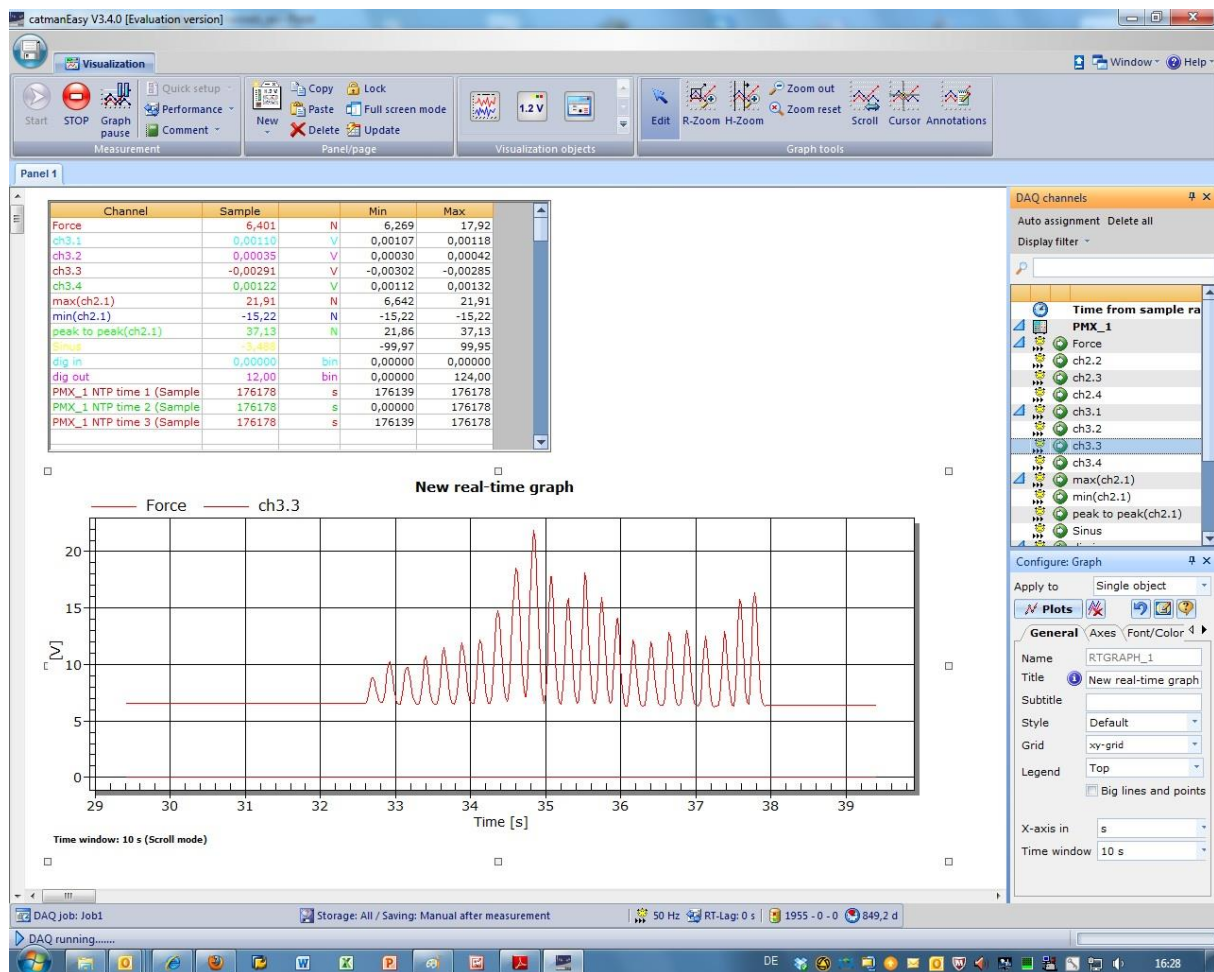 catmanEasy V3.4.0 [Evaluation version]
Visualization
Window
Help
Start
STOP
Graph pause
Quick setup
Performance
Comment
Measurement
New
Copy
Paste
Delete
Lock
Full screen mode
Update
Panel/page
1.2 V
Visualization objects
Edit
R-Zoom
H-Zoom
Zoom out
Zoom reset
Scroll
Cursor
Annotations
Graph tools
Panel 1
Channel Sample Min Max
Force 6,401 N 6,269 17,92
ch3.1 0,00110 V 0,00107 0,00118
ch3.2 0,00035 V 0,00030 0,00042
ch3.3 -0,00291 V -0,00302 -0,00285
ch3.4 0,00122 V 0,00112 0,00132
max(ch2.1) 21,91 N 6,642 21,91
min(ch2.1) -15,22 N -15,22 -15,22
peak to peak(ch2.1) 37,13 N 21,86 37,13
Sinus -3,488 -99,97 99,95
dig in 0,00000 bin 0,00000 0,00000
dig out 12,00 bin 0,00000 124,00
PMX_1 NTP time 1 (Sample 176178 s 176139 176178
PMX_1 NTP time 2 (Sample 176178 s 0,00000 176178
PMX_1 NTP time 3 (Sample 176178 s 176139 176178
New real-time graph
Force ch3.3
[V]
20
15
10
5
0
29 30 31 32 33 34 35 36 37 38 39
Time [s]
Time window: 10 s (Scroll mode)
DAQ channels
Auto assignment Delete all
Display filter
Time from sample ra
PMX_1
Force
ch2.2
ch2.3
ch2.4
ch3.1
ch3.2
ch3.3
ch3.4
max(ch2.1)
min(ch2.1)
peak to peak(ch2.1)
Sinus
Configure: Graph
Apply to Single object
Plots
General Axes Font/Color
Name RTGRAPH_1
Title New real-time graph
Subtitle
Style Default
Grid xy-grid
Legend Top
Big lines and points
X-axis in s
Time window 10 s
DAQ job: Job1
Storage: All / Saving: Manual after measurement
50 Hz RT-Lag: 0 s 1955 - 0 - 0 849,2 d
DAQ running.......
DE 16:28